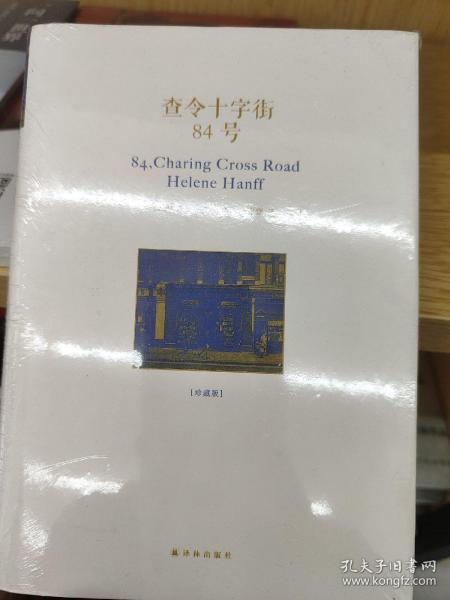 查令十字街
84号
84, Charing Cross Road
Helene Hanff
[珍藏版]
译林出版社
孔夫子旧书网
www.kongfz.com